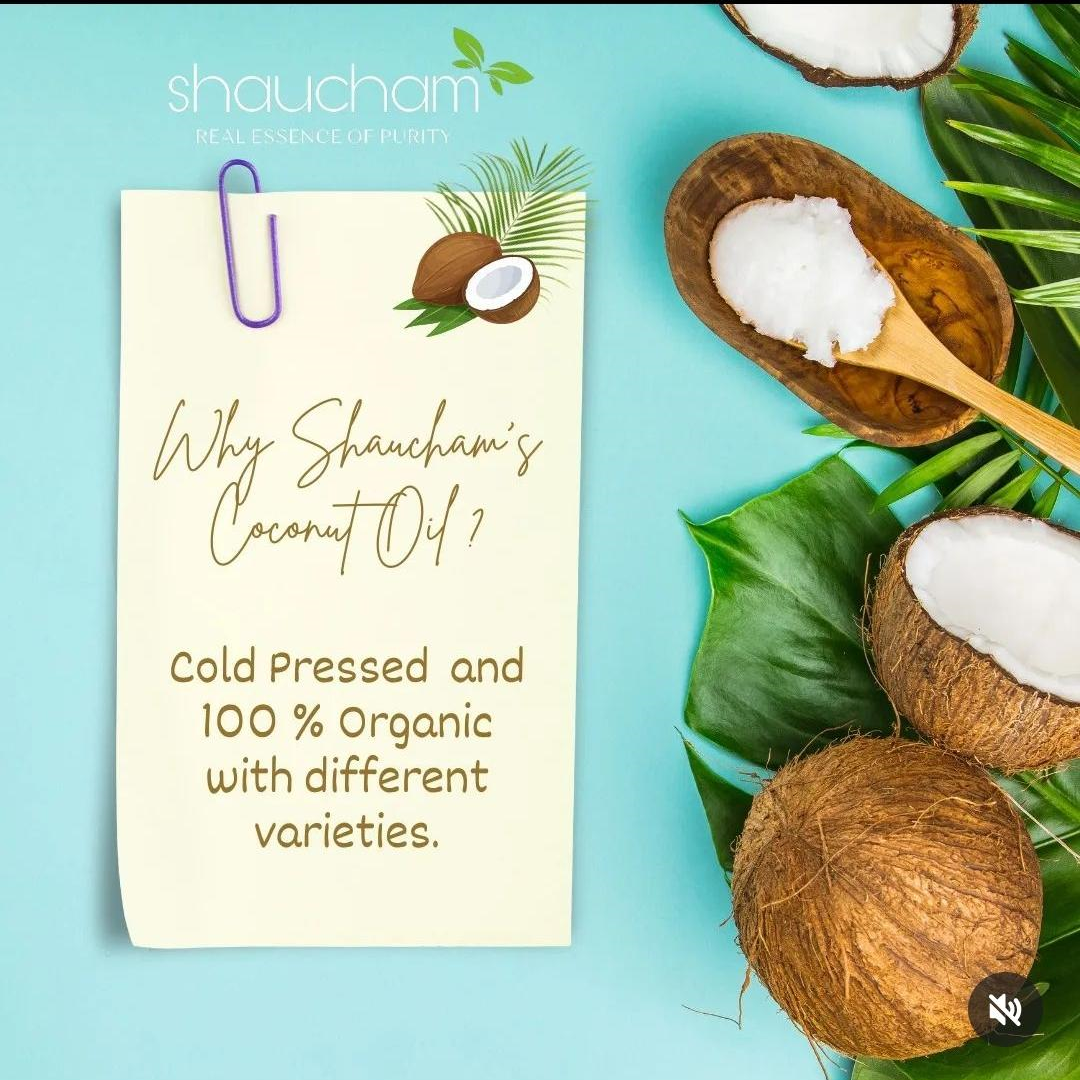 shaucham
REAL ESSENCE OF PURITY
Why Shaucham's
Coconut Oil ?
Cold Pressed and
100 % Organic
with different
varieties.